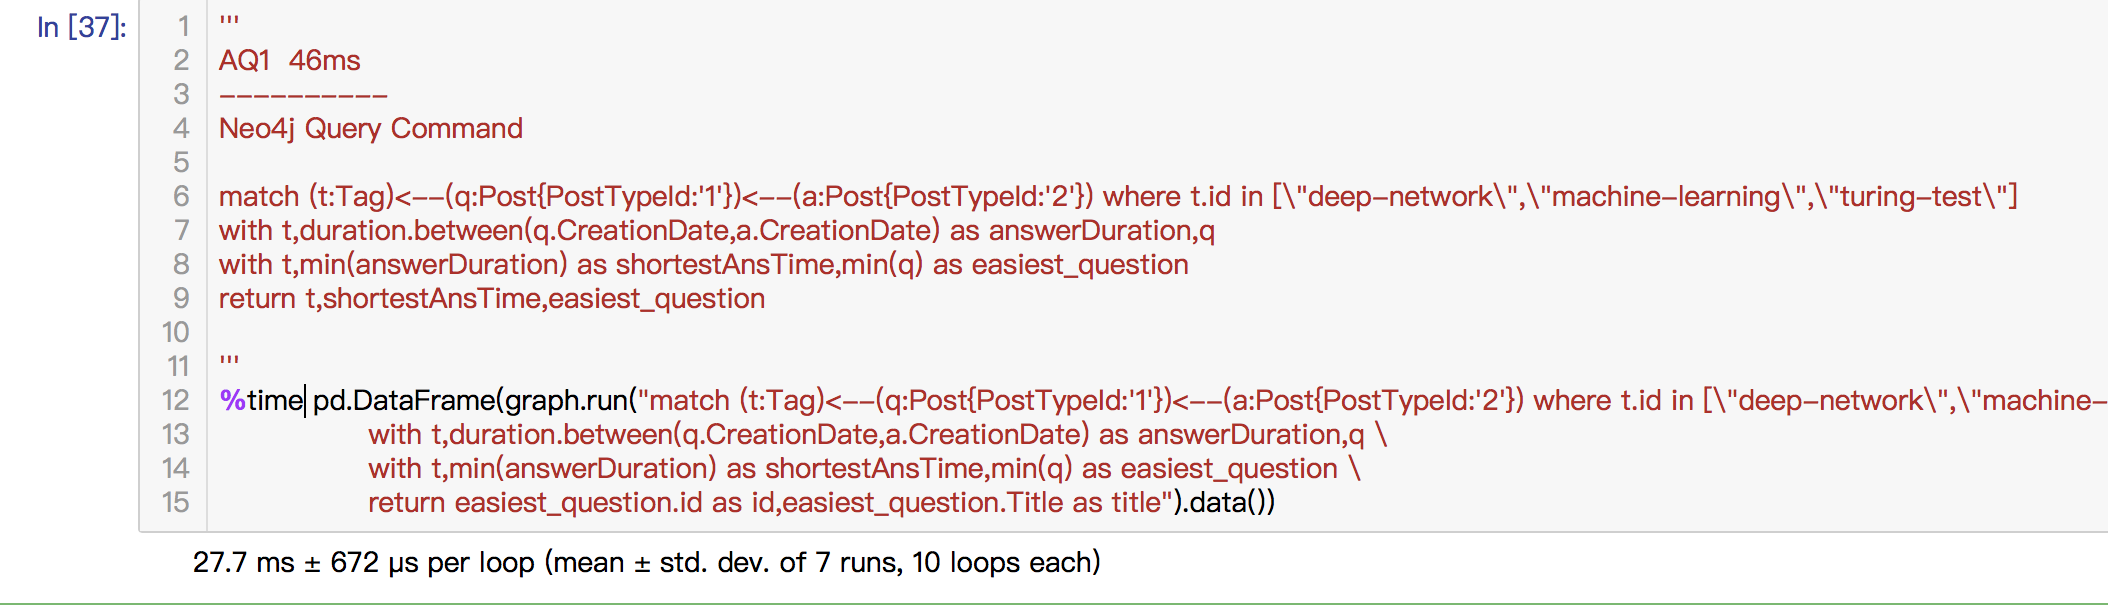 In [37]:
1 '''
2 AQ1  46ms
3 ----------
4 Neo4j Query Command
5
6 match (t:Tag)<--(q:Post{PostTypeId:'1'})<--(a:Post{PostTypeId:'2'}) where t.id in [\"deep-network\",\"machine-learning\",\"turing-test\"]
7 with t,duration.between(q.CreationDate,a.CreationDate) as answerDuration,q
8 with t,min(answerDuration) as shortestAnsTime,min(q) as easiest_question
9 return t,shortestAnsTime,easiest_question
10
11 '''
12 %time pd.DataFrame(graph.run("match (t:Tag)<--(q:Post{PostTypeId:'1'})<--(a:Post{PostTypeId:'2'}) where t.id in [\"deep-network\",\"machine-
13 with t,duration.between(q.CreationDate,a.CreationDate) as answerDuration,q \
14 with t,min(answerDuration) as shortestAnsTime,min(q) as easiest_question \
15 return easiest_question.id as id,easiest_question.Title as title").data())
27.7 ms ± 672 µs per loop (mean ± std. dev. of 7 runs, 10 loops each)